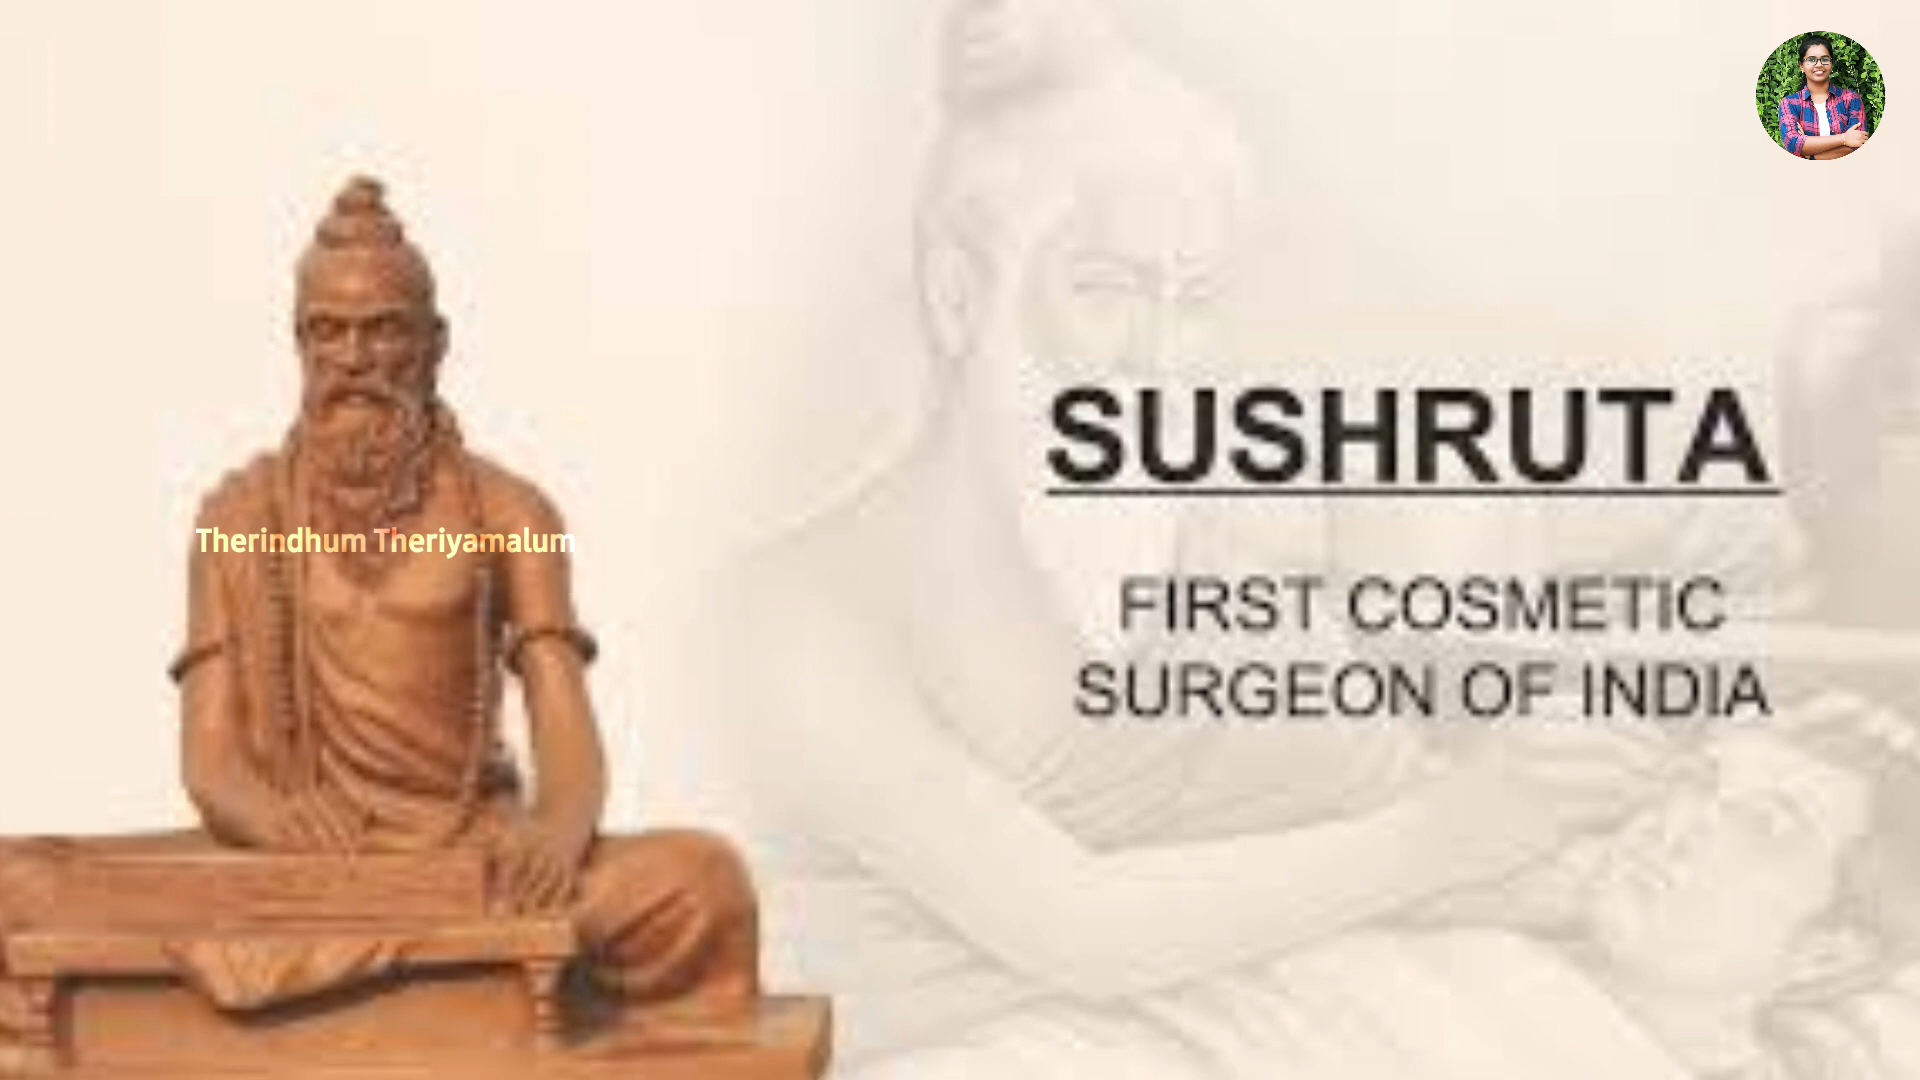 SUSHRUTA
Therindhum Theriyamalum
FIRST COSMETIC
SURGEON OF INDIA